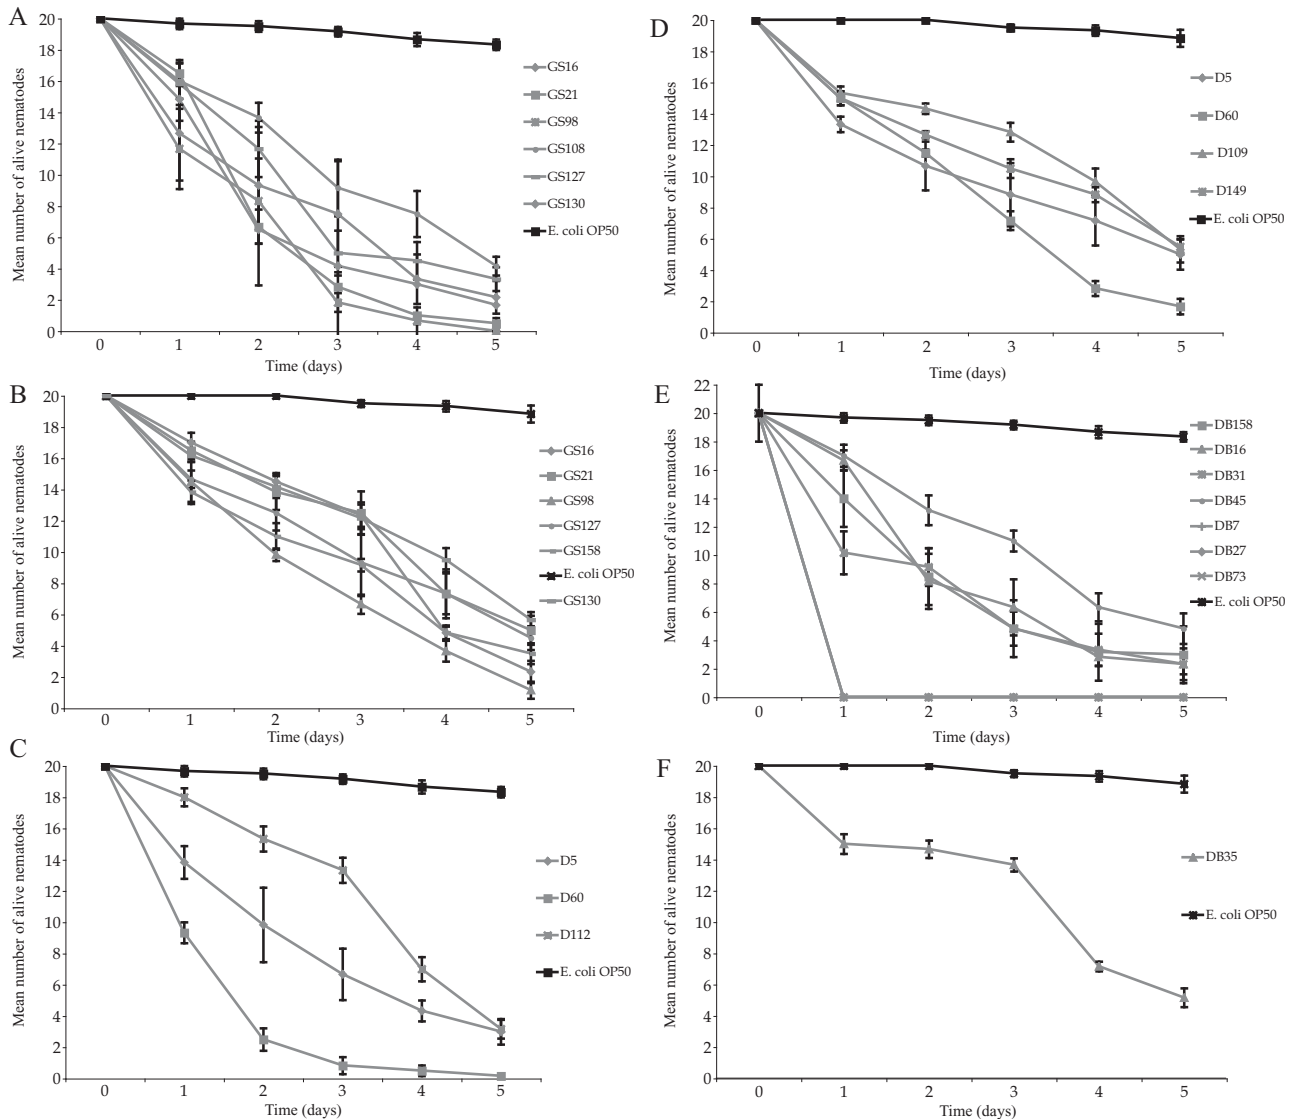 A
Mean number of alive nematodes
20
18
16
14
12
10
8
6
4
2
0
0 1 2 3 4 5
Time (days)
GS16
GS21
GS98
GS108
GS127
GS130
E. coli OP50
B
Mean number of alive nematodes
20
18
16
14
12
10
8
6
4
2
0
0 1 2 3 4 5
Time (days)
GS16
GS21
GS98
GS127
GS158
E. coli OP50
GS130
C
Mean number of alive nematodes
20
18
16
14
12
10
8
6
4
2
0
0 1 2 3 4 5
Time (days)
D5
D60
D112
E. coli OP50
D
Mean number of alive nematodes
20
18
16
14
12
10
8
6
4
2
0
0 1 2 3 4 5
Time (days)
D5
D60
D109
D149
E. coli OP50
E
Mean number of alive nematodes
22
20
18
16
14
12
10
8
6
4
2
0
0 1 2 3 4 5
Time (days)
DB158
DB16
DB31
DB45
DB7
DB27
DB73
E. coli OP50
F
Mean number of alive nematodes
20
18
16
14
12
10
8
6
4
2
0
0 1 2 3 4 5
Time (days)
DB35
E. coli OP50